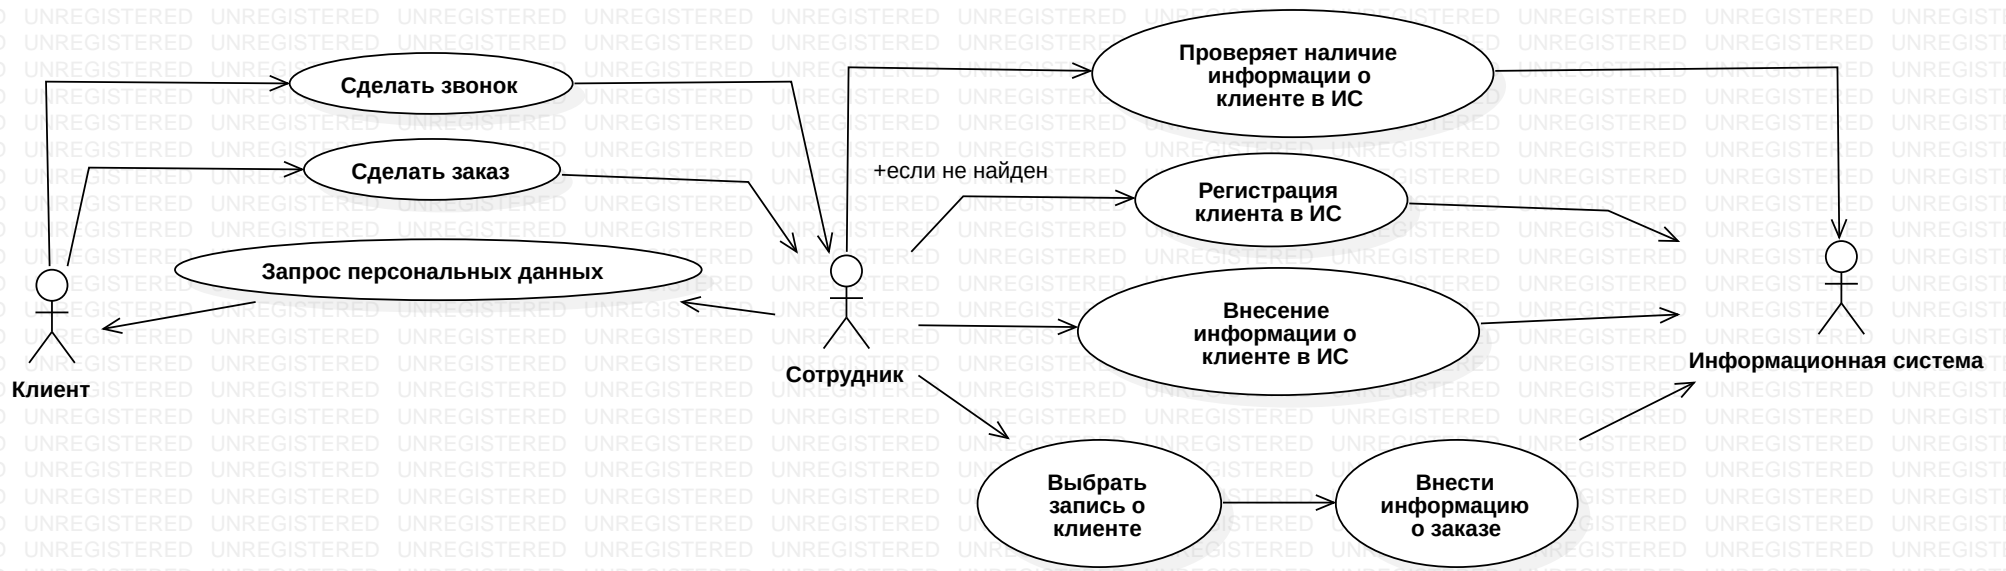 Сделать звонок
Сделать заказ
Запрос персональных данных
Клиент
Сотрудник
+если не найден
Проверяет наличие
информации о
клиенте в ИС
Регистрация
клиента в ИС
Внесение
информации о
клиенте в ИС
Выбрать
запись о
клиенте
Внести
информацию
о заказе
Информационная система
UNREGISTERED